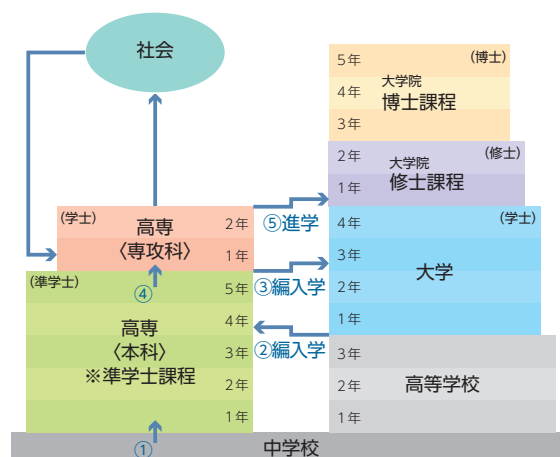 社会
5年
(博士)
4年
大学院
博士課程
3年
2年
大学院
(修士)
修士課程
1年
(学士)
高専
〈専攻科〉
2年
1年
⑤進学
4年
(学士)
3年
大学
2年
1年
(準学士)
④
5年
③編入学
高専
〈本科〉
※準学士課程
4年
3年
2年
1年
②編入学
3年
高等学校
2年
1年
①
中学校